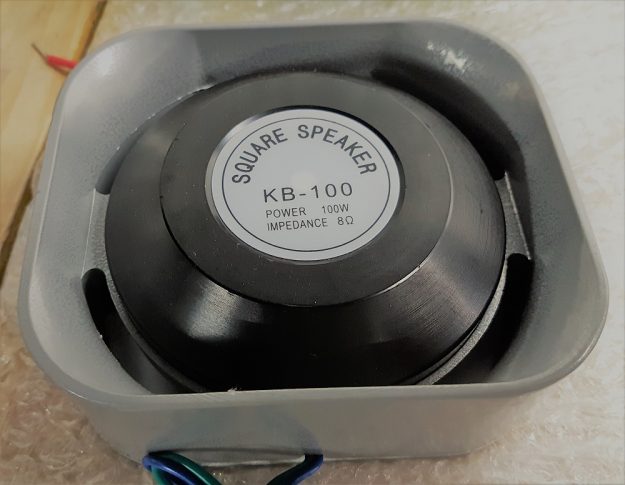 SQUARE SPEAKER
KB-100
POWER 100W
IMPEDANCE 8Ω